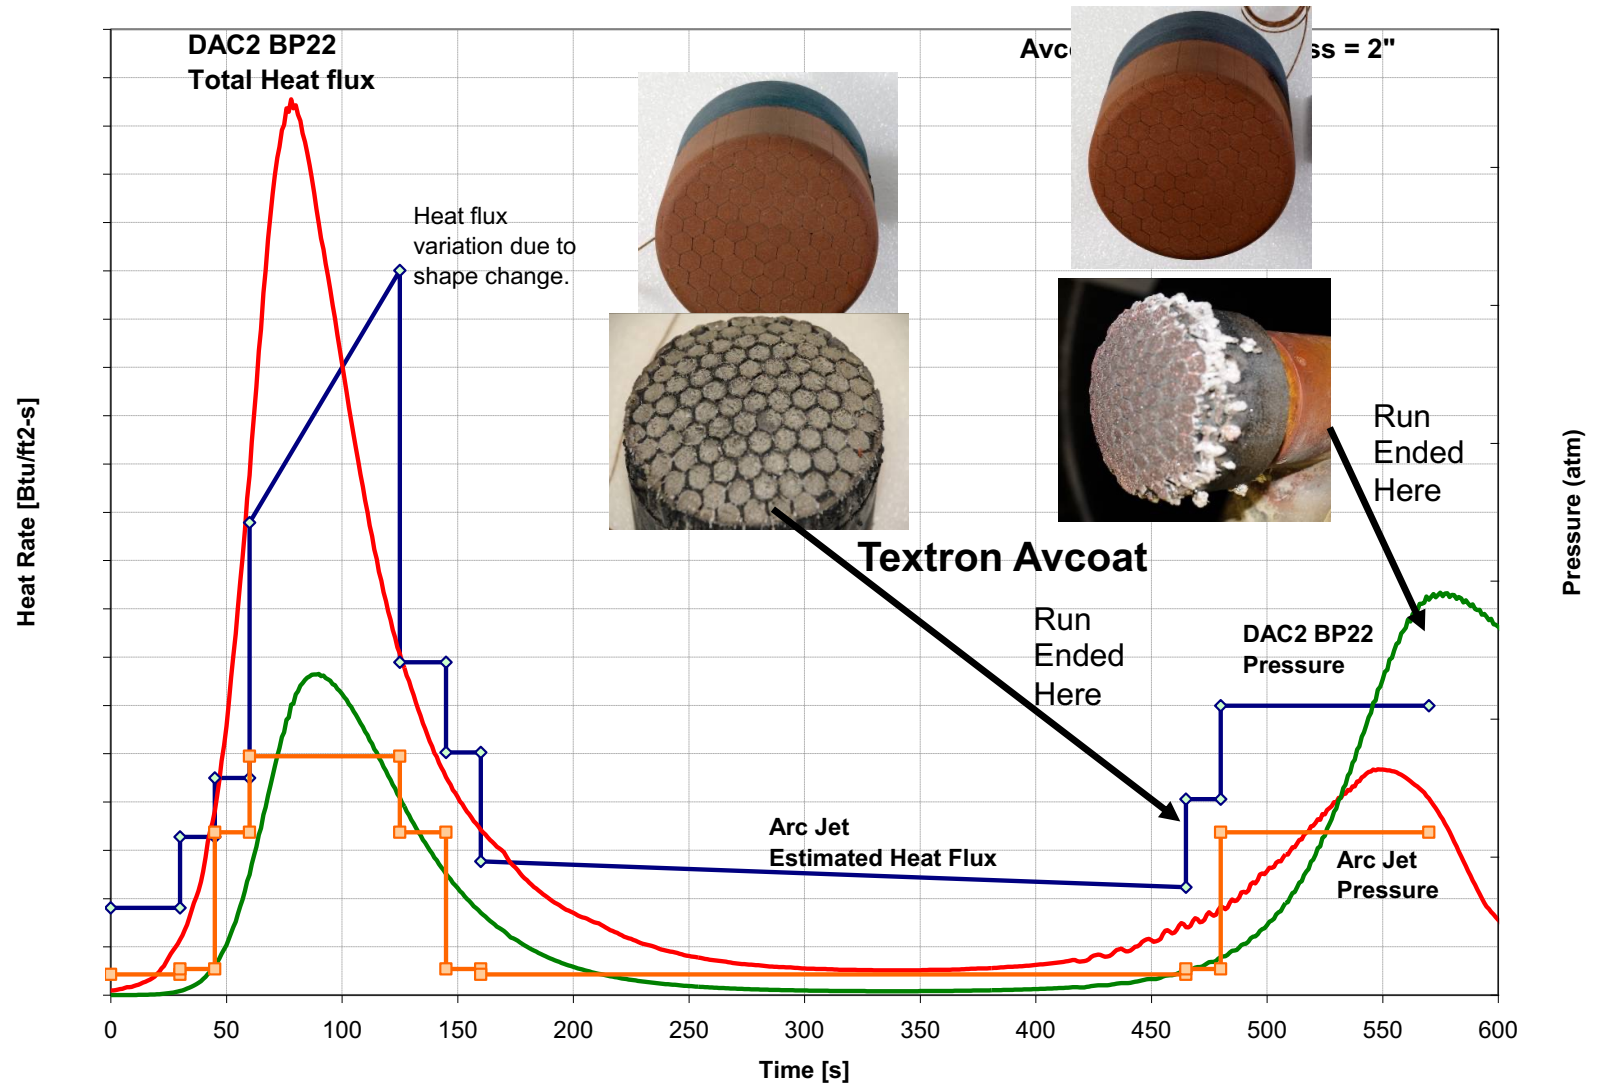 DAC2 BP22
Total Heat flux
ss = 2"
Heat flux
variation due to
shape change.
Run
Ended
Here
Textron Avcoat
Run
Ended
Here
DAC2 BP22
Pressure
Arc Jet
Estimated Heat Flux
Arc Jet
Pressure
Heat Rate [Btu/ft2-s]
Pressure (atm)
0 50 100 150 200 250 300 350 400 450 500 550 600
Time [s]